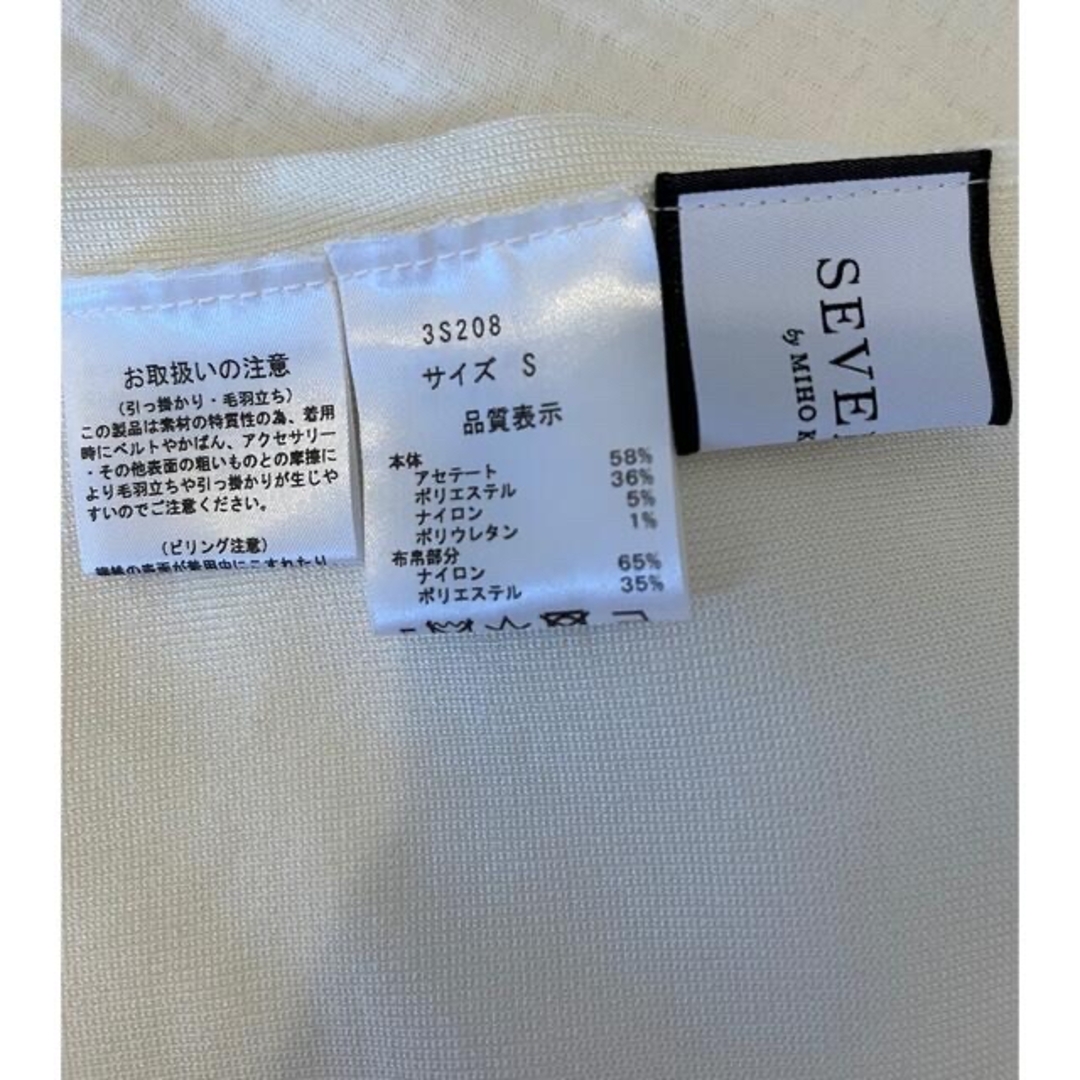 お取扱いの注意
(引っ掛かり・毛羽立ち)
この製品は素材の特質性の為、着用
時にベルトやかばん、アクセサリー
・その他表面の粗いものとの摩擦に
より毛羽立ちや引っ掛かりが生じや
すいのでご注意ください。
(ピリング注意)
3S208
サイズ S
品質表示
本体
アセテート 58%
ポリエステル 36%
ナイロン 5%
ポリウレタン 1%
布帛部分
ナイロン 65%
ポリエステル 35%
SEVE
by MIHO K